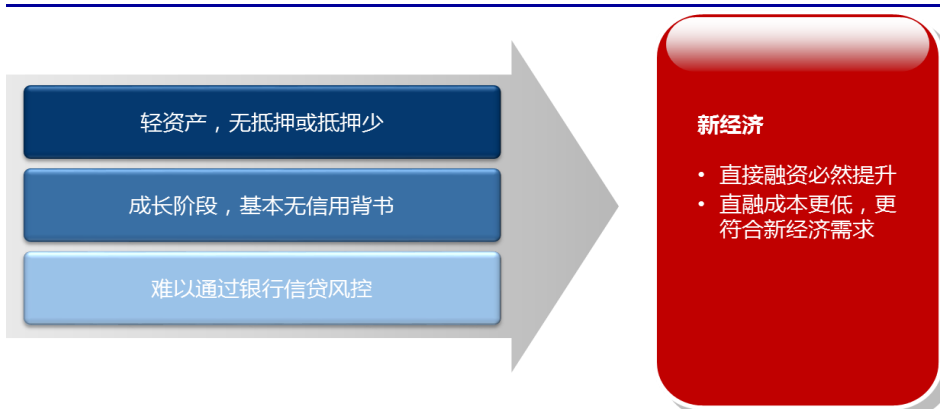 轻资产，无抵押或抵押少
成长阶段，基本无信用背书
难以通过银行信贷风控
新经济
• 直接融资必然提升
• 直融成本更低，更
符合新经济需求